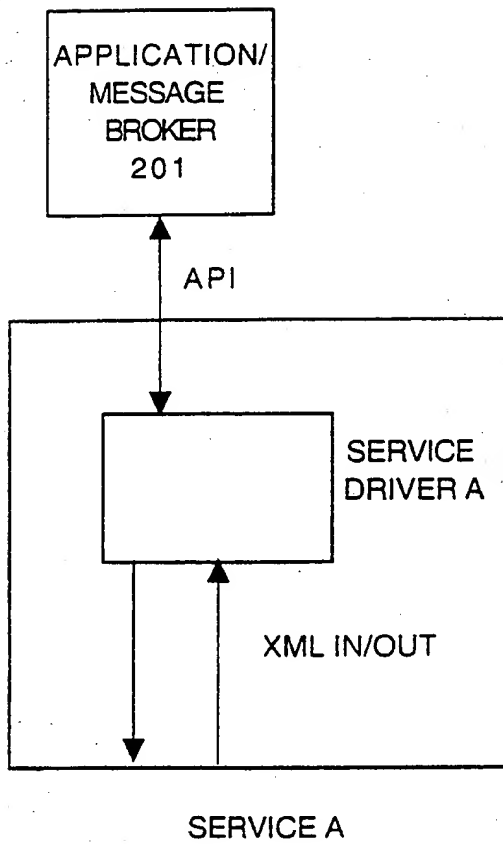 APPLICATION/
MESSAGE
BROKER
201
API
SERVICE
DRIVER A
XML IN/OUT
SERVICE A